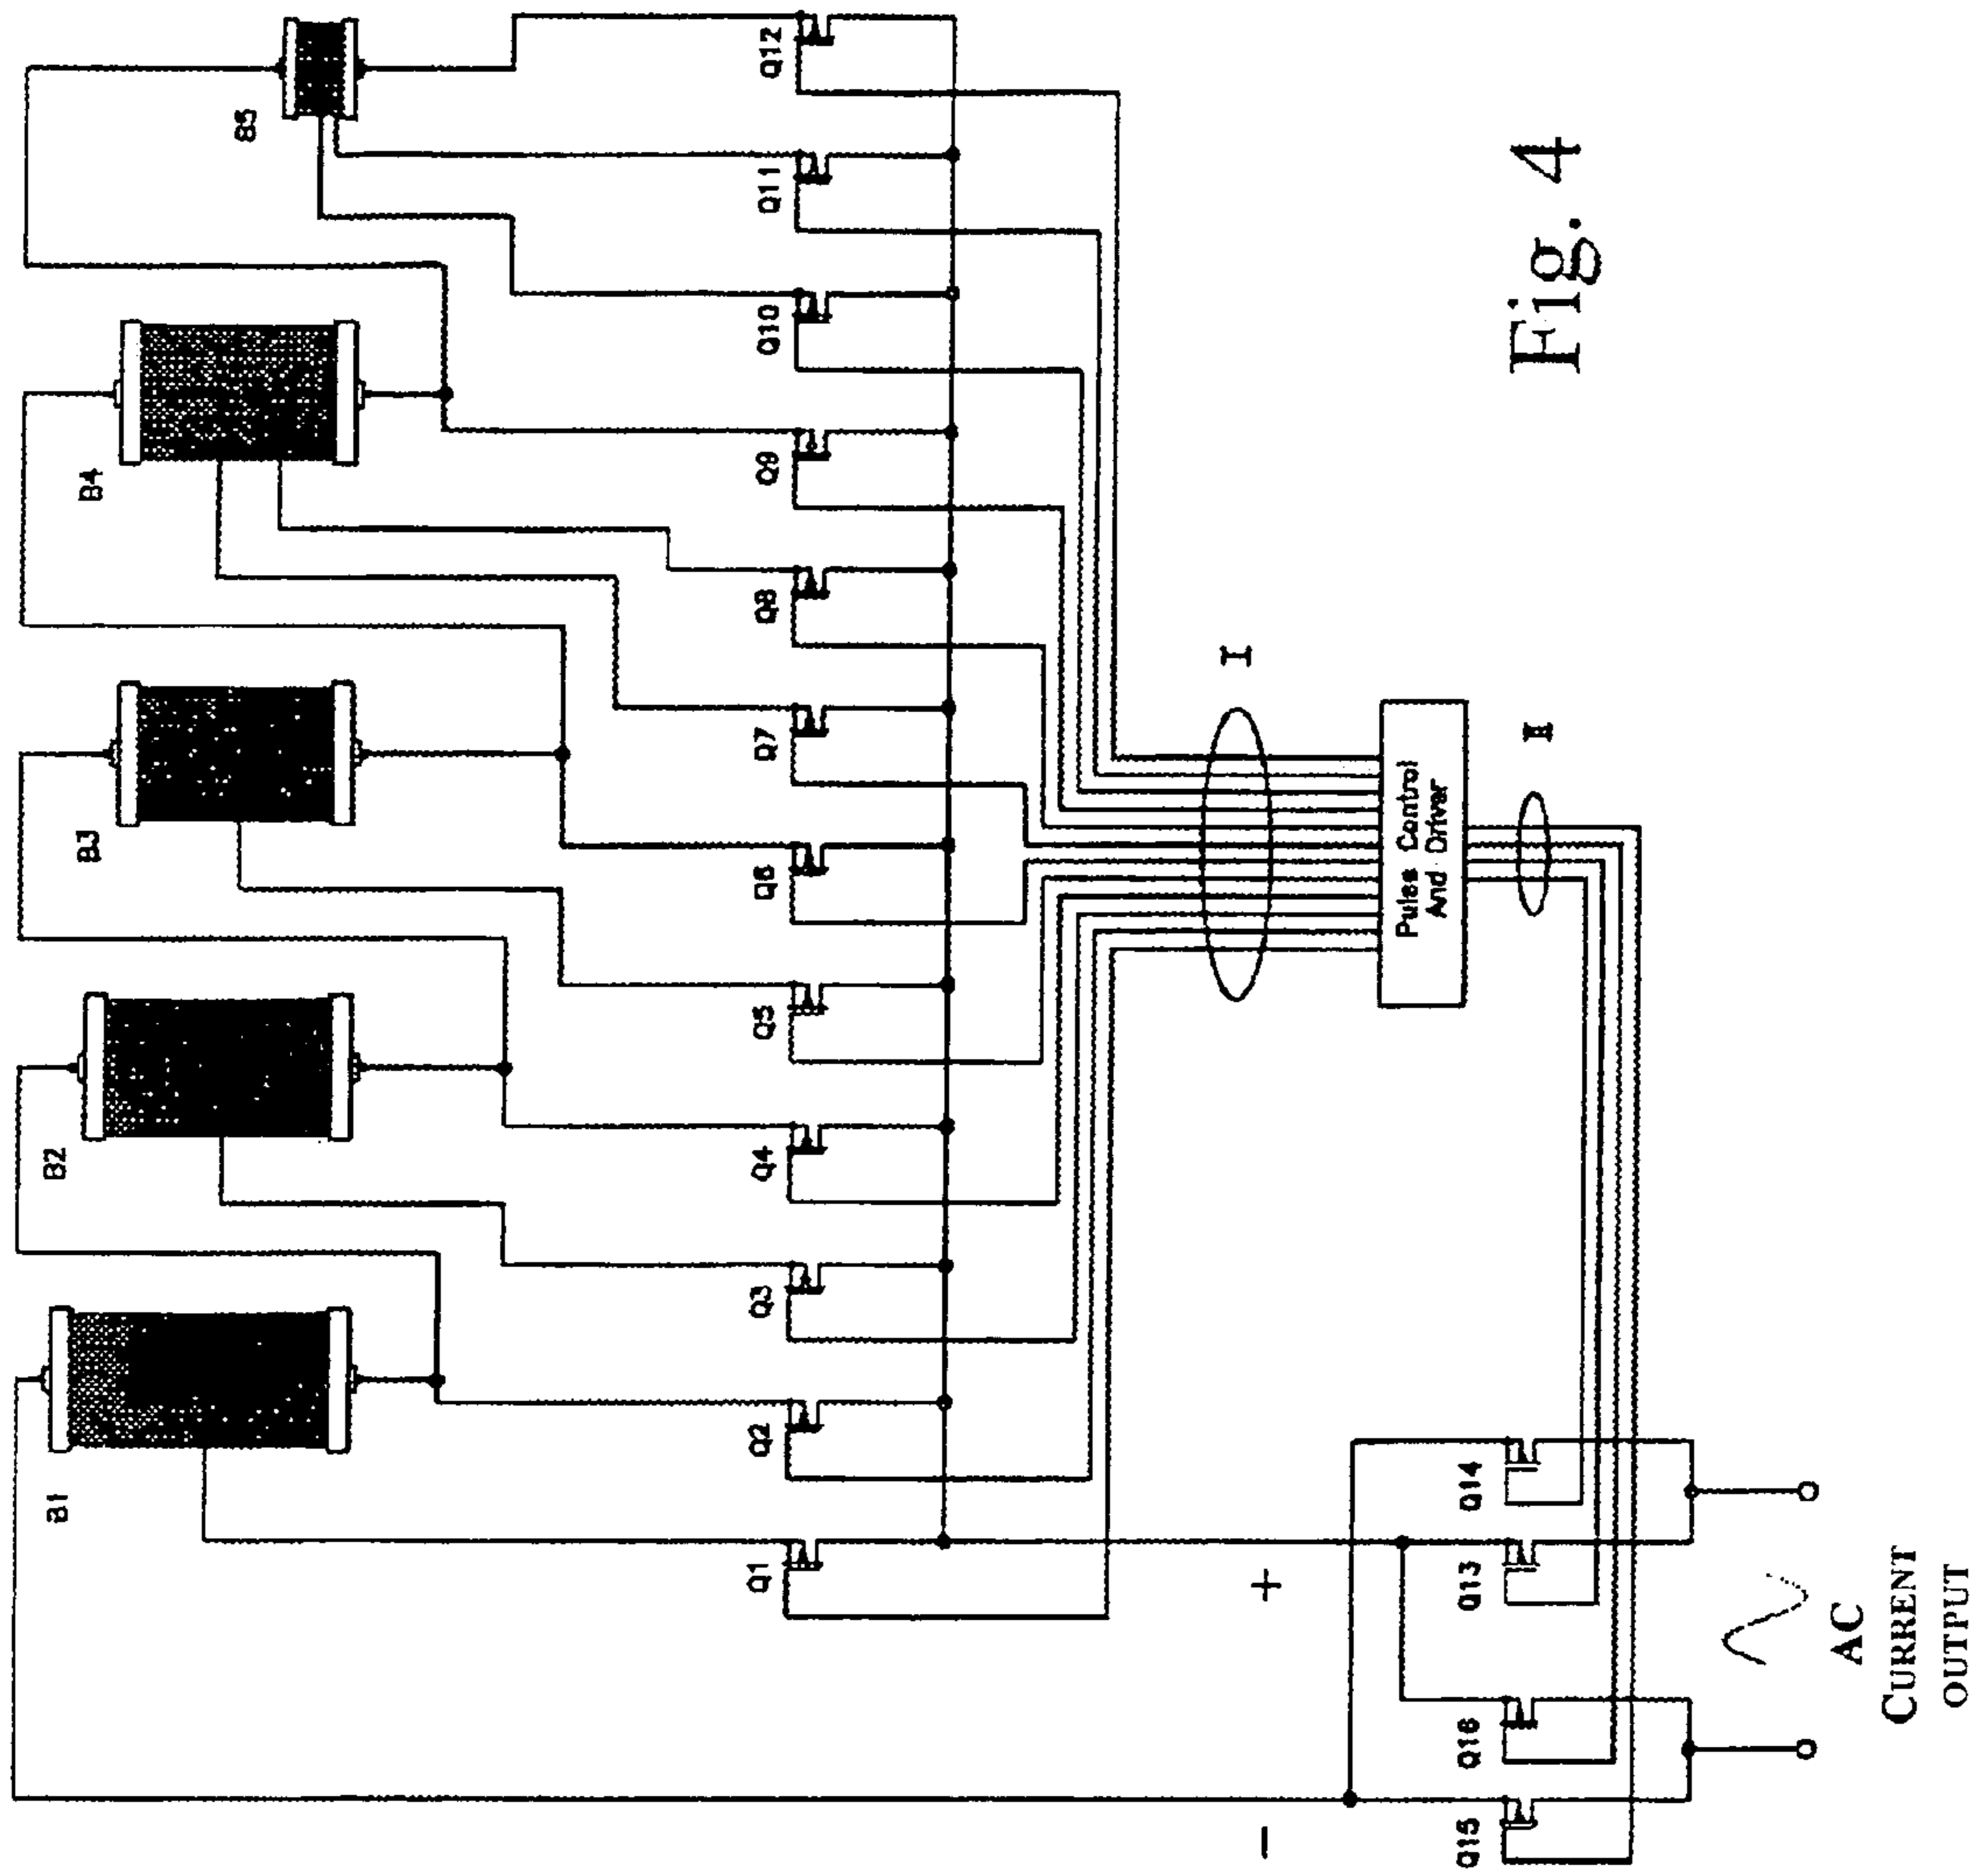 B1
B2
B3
B4
B5
Q1
Q2
Q3
Q4
Q5
Q6
Q7
Q8
Q9
Q10
Q11
Q12
I
Pulse Control
And Driver
II
+
−
Q15
Q16
Q13
Q14
AC
CURRENT
OUTPUT
Fig. 4